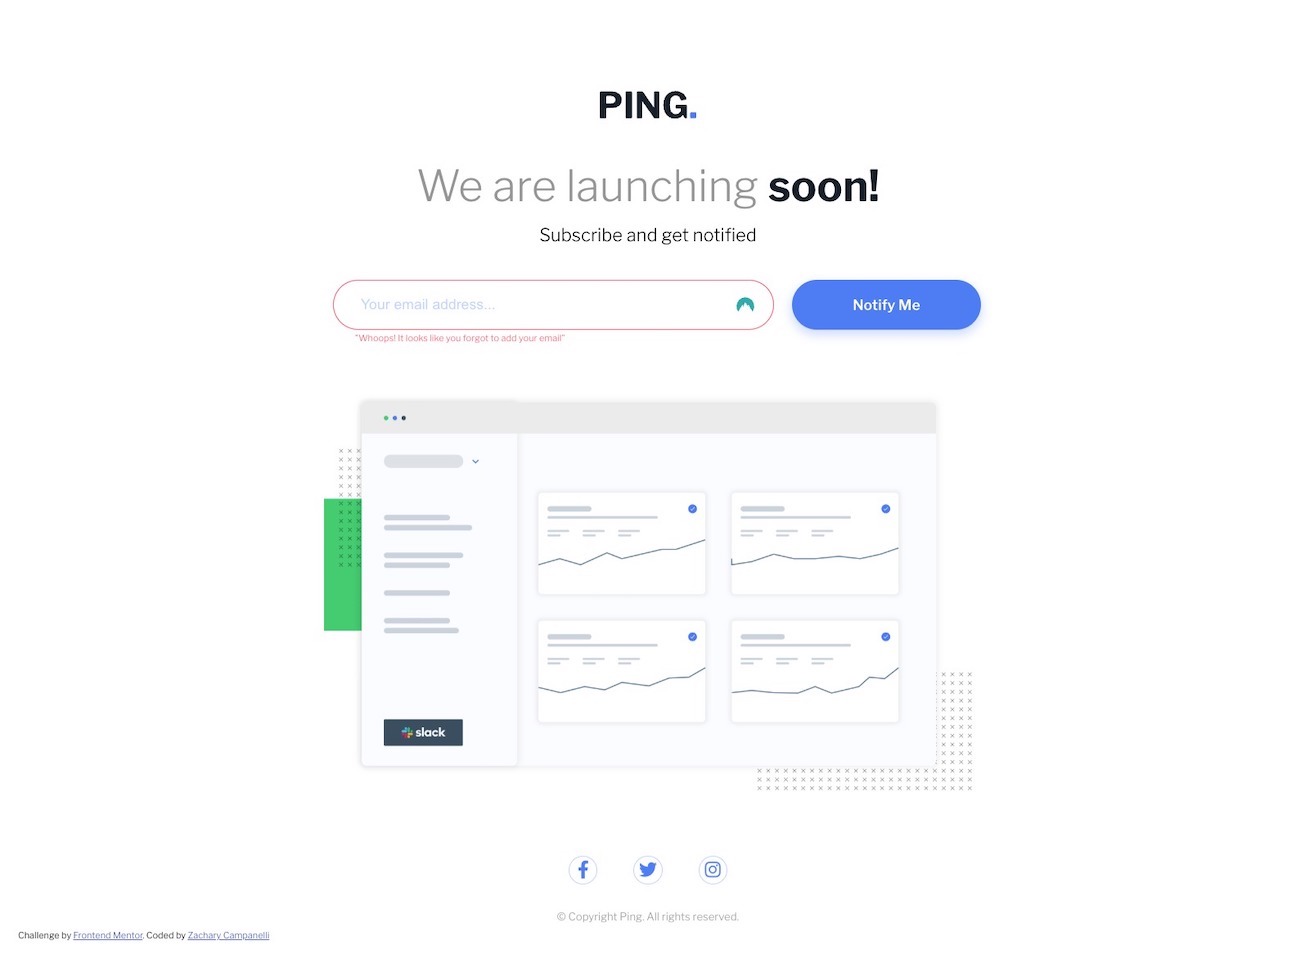 PING.
We are launching soon!
Subscribe and get notified
Your email address...
Notify Me
"Whoops! It looks like you forgot to add your email"
slack
© Copyright Ping. All rights reserved.
Challenge by Frontend Mentor. Coded by Zachary Campanelli